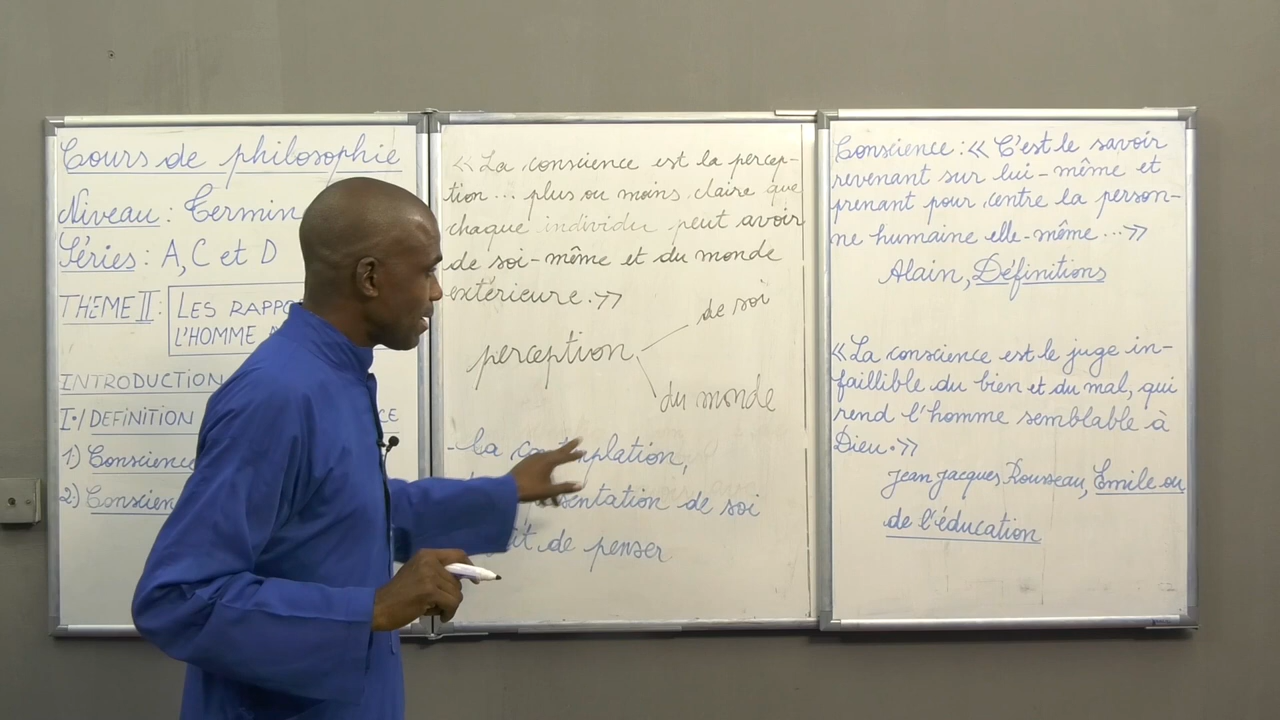 Cours de philosophie
Niveau : Termin
Séries : A, C et D
THEME II : LES RAPPO
L'HOMME A
INTRODUCTION
I°/ DEFINITION CE
1) Conscience
2) Conscien
« La conscience est la percep-
tion... plus ou moins claire que
chaque individu peut avoir
de soi-même et du monde
extérieure. »
perception
de soi
du monde
- La contemplation,
sentation de soi
it de penser
Conscience : « C'est le savoir
revenant sur lui-même et
prenant pour centre la person-
ne humaine elle-même ... »
Alain, Définitions
« La conscience est le juge in-
faillible du bien et du mal, qui
rend l'homme semblable à
Dieu. »
Jean Jacques Rousseau, Emile ou
de l'éducation